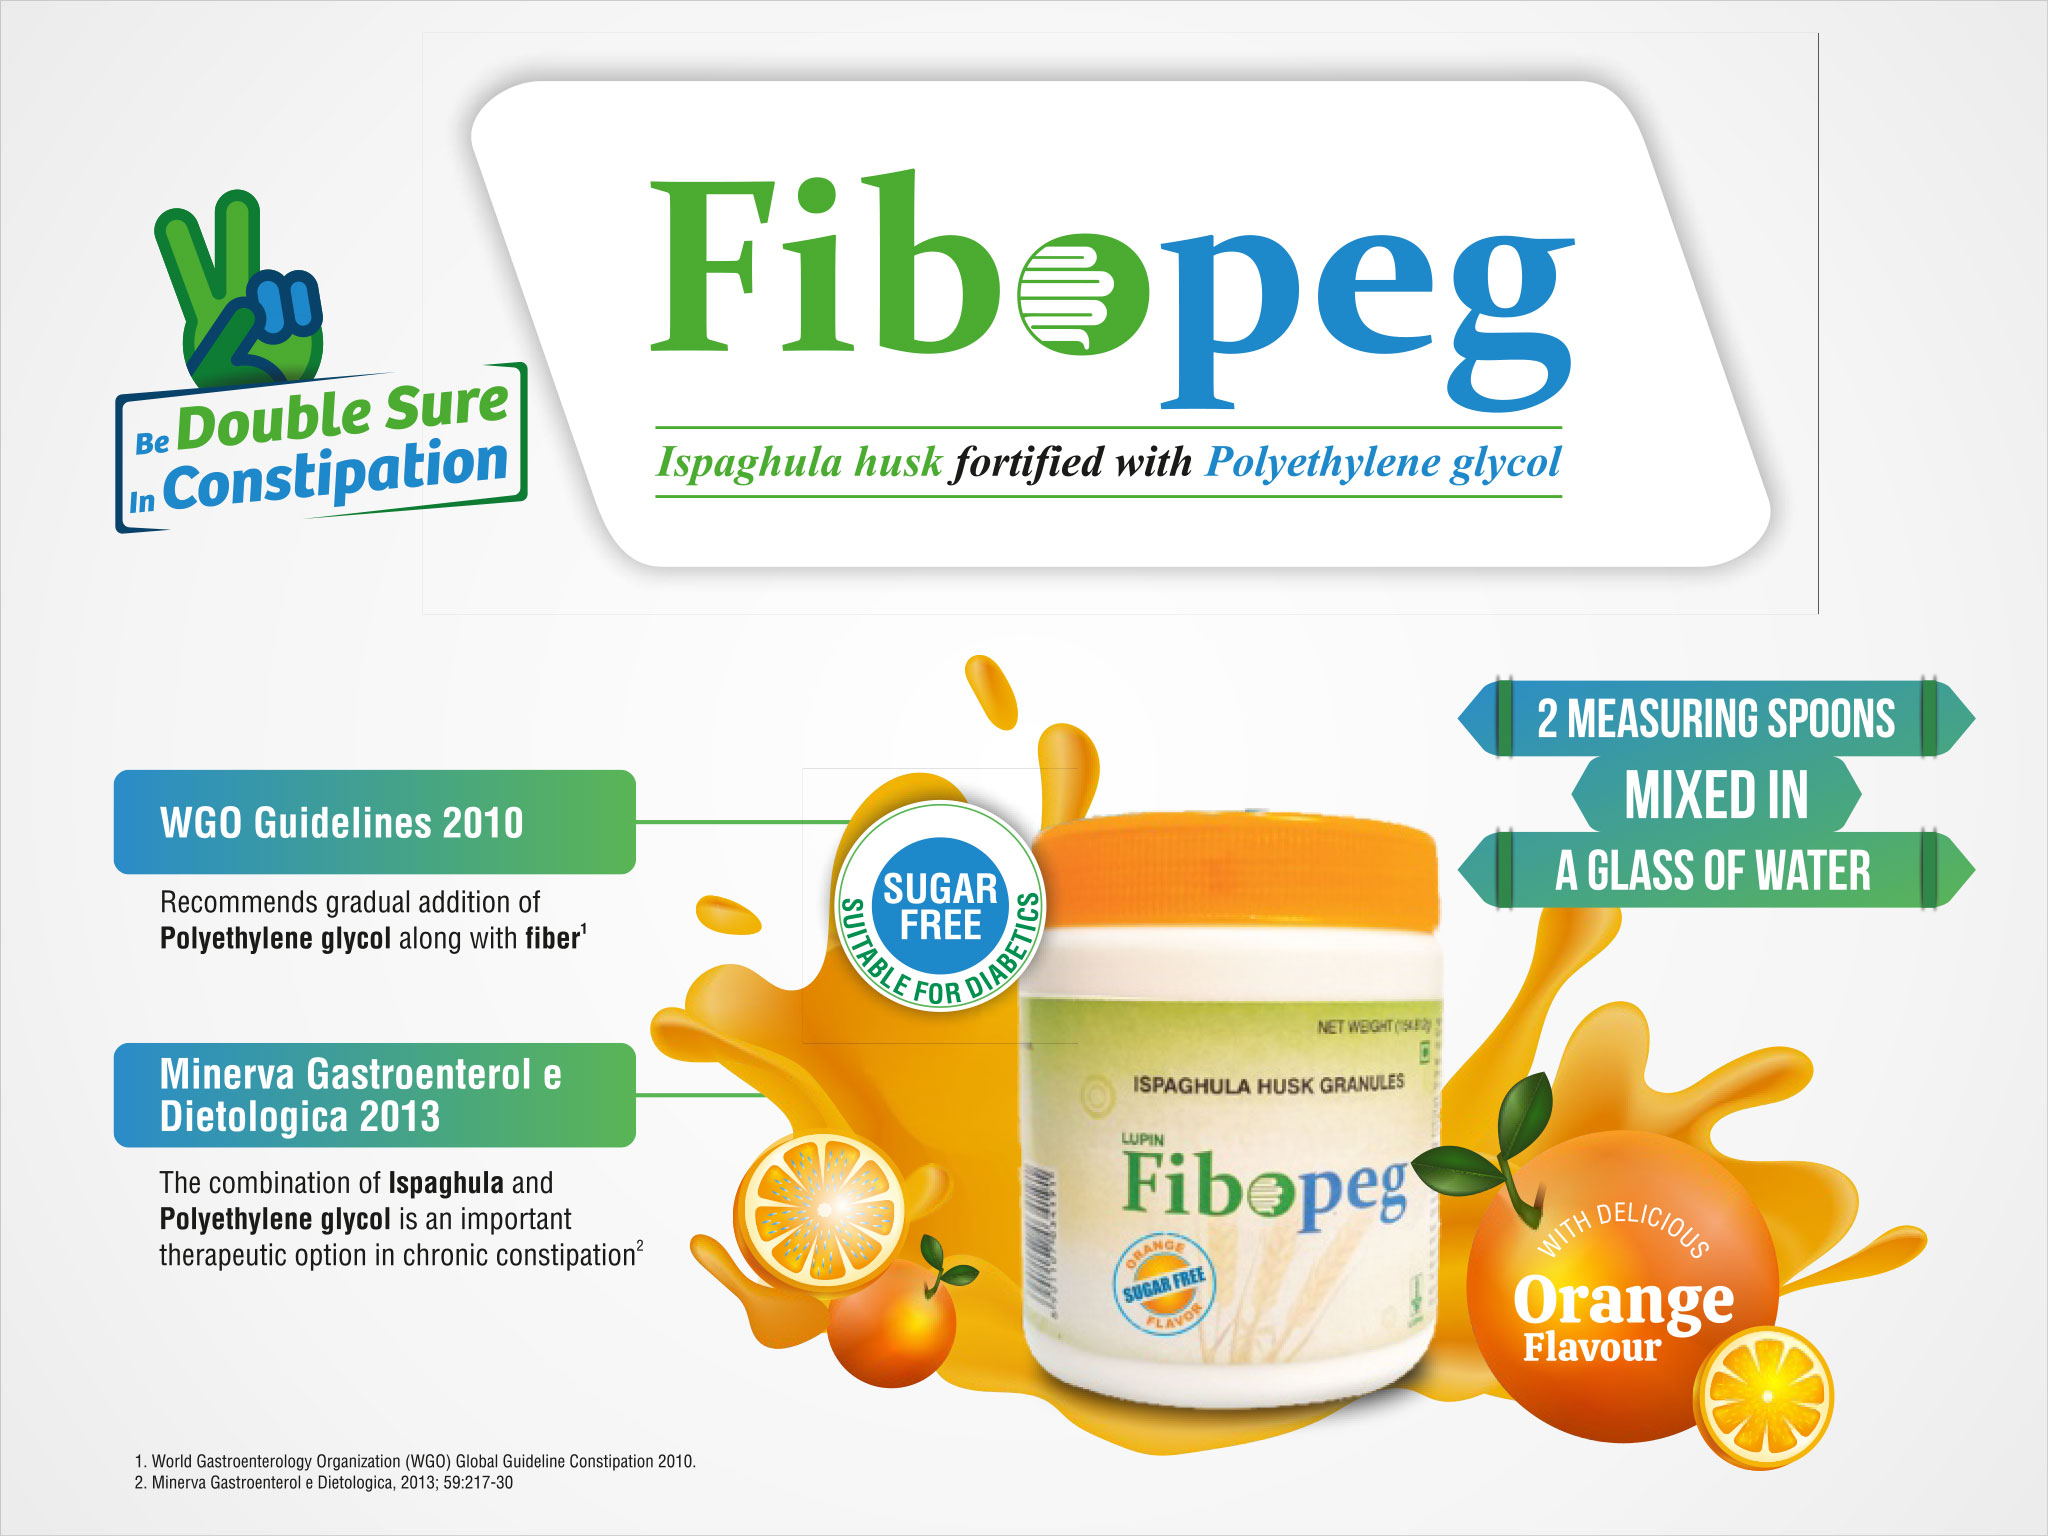 Fibopeg
Ispaghula husk fortified with Polyethylene glycol
Be Double Sure
In Constipation
2 MEASURING SPOONS
MIXED IN
A GLASS OF WATER
WGO Guidelines 2010
Recommends gradual addition of
Polyethylene glycol along with fiber¹
Minerva Gastroenterol e
Dietologica 2013
The combination of Ispaghula and
Polyethylene glycol is an important
therapeutic option in chronic constipation²
SUGAR
FREE
SUITABLE FOR DIABETICS
NET WEIGHT
ISPAGHULA HUSK GRANULES
LUPIN
Fibopeg
ORANGE
SUGAR FREE
FLAVOR
WITH DELICIOUS
Orange
Flavour
1. World Gastroenterology Organization (WGO) Global Guideline Constipation 2010.
2. Minerva Gastroenterol e Dietologica, 2013; 59:217-30